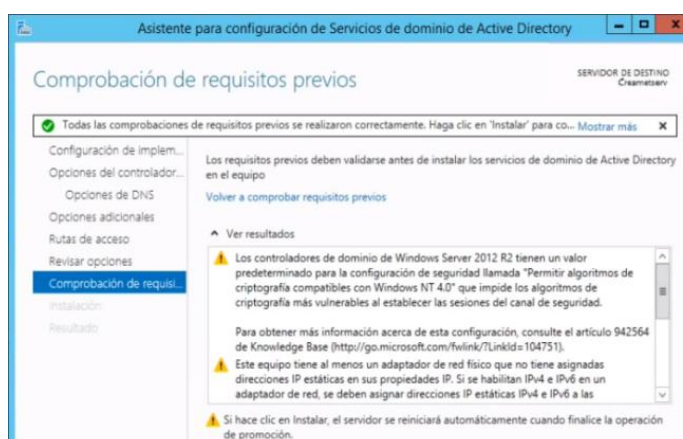 Asistente para configuración de Servicios de dominio de Active Directory
Comprobación de requisitos previos
SERVIDOR DE DESTINO
Creametserv
Todas las comprobaciones de requisitos previos se realizaron correctamente. Haga clic en 'Instalar' para co... Mostrar más
Configuración de implem...
Opciones del controlador...
Opciones de DNS
Opciones adicionales
Rutas de acceso
Revisar opciones
Comprobación de requisi...
Instalación
Resultado
Los requisitos previos deben validarse antes de instalar los servicios de dominio de Active Directory
en el equipo
Volver a comprobar requisitos previos
Ver resultados
Los controladores de dominio de Windows Server 2012 R2 tienen un valor
predeterminado para la configuración de seguridad llamada "Permitir algoritmos de
criptografía compatibles con Windows NT 4.0" que impide los algoritmos de
criptografía más vulnerables al establecer las sesiones del canal de seguridad.
Para obtener más información acerca de esta configuración, consulte el artículo 942564
de Knowledge Base (http://go.microsoft.com/fwlink/?LinkId=104751).
Este equipo tiene al menos un adaptador de red físico que no tiene asignadas
direcciones IP estáticas en sus propiedades IP. Si se habilitan IPv4 e IPv6 en un
adaptador de red, se deben asignar direcciones IP estáticas IPv4 e IPv6 a las
Si hace clic en Instalar, el servidor se reiniciará automáticamente cuando finalice la operación
de promoción.